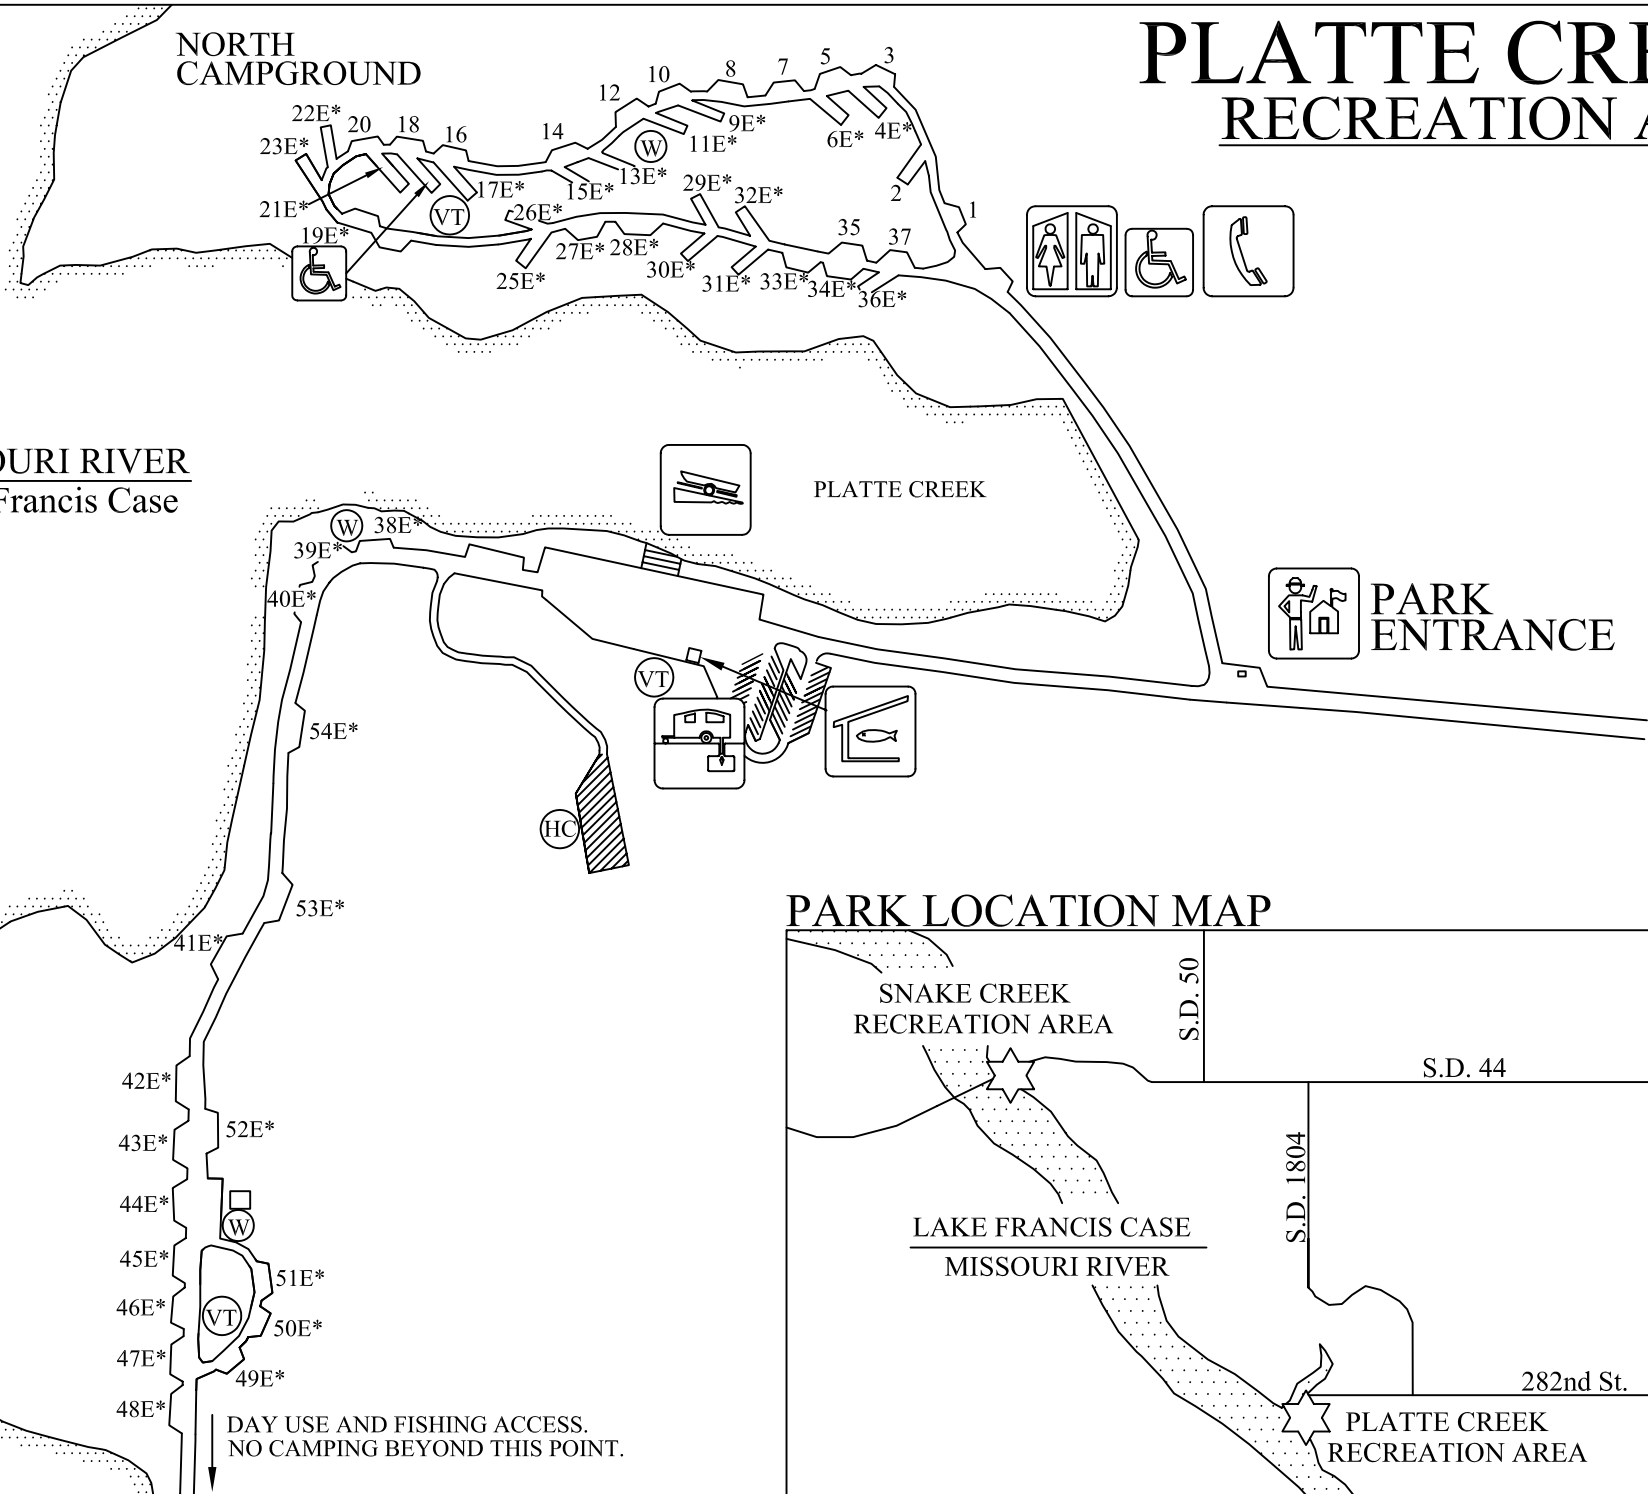 PLATTE CRE
RECREATION A
NORTH
CAMPGROUND
22E*
23E*
20
18
16
14
12
10
8
7
5
3
9E*
11E*
6E*
4E*
W
13E*
15E*
17E*
2
1
21E*
19E*
VT
26E*
25E*
27E*
28E*
29E*
32E*
30E*
31E*
33E*
34E*
35
37
36E*
OURI RIVER
Francis Case
PLATTE CREEK
W
38E*
39E*
40E*
PARK
ENTRANCE
VT
54E*
HC
53E*
41E*
42E*
43E*
52E*
44E*
W
45E*
51E*
46E*
VT
50E*
47E*
49E*
48E*
DAY USE AND FISHING ACCESS.
NO CAMPING BEYOND THIS POINT.
PARK LOCATION MAP
SNAKE CREEK
RECREATION AREA
S.D. 50
S.D. 44
S.D. 1804
LAKE FRANCIS CASE
MISSOURI RIVER
282nd St.
PLATTE CREEK
RECREATION AREA